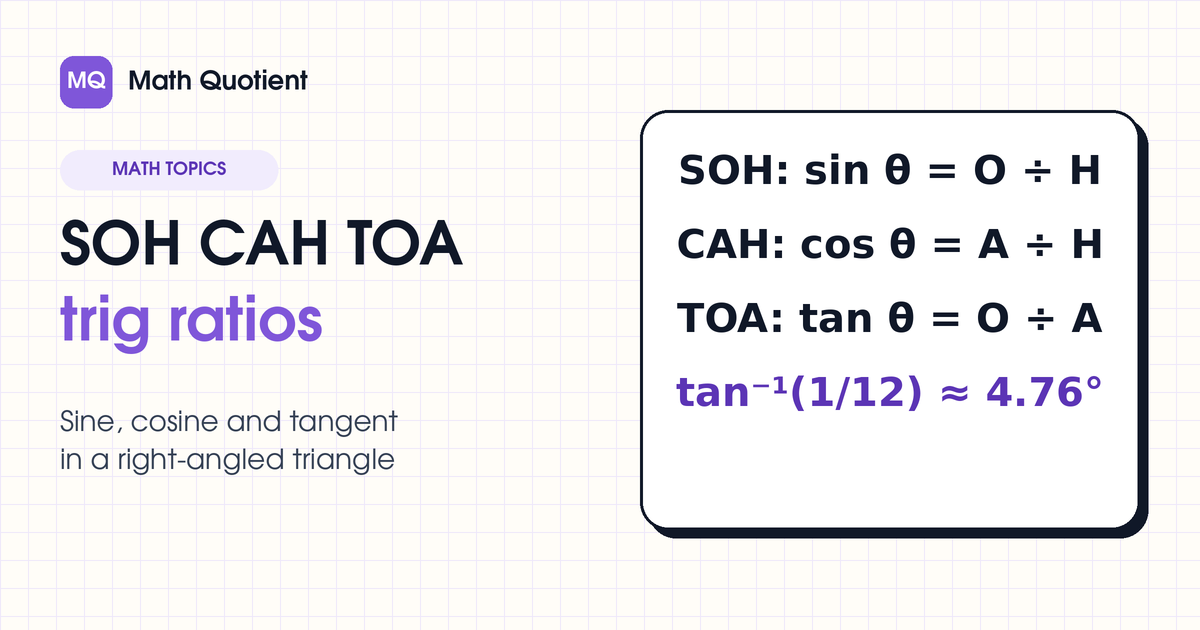 MQ Math Quotient
MATH TOPICS
SOH CAH TOA
trig ratios
Sine, cosine and tangent
in a right-angled triangle
SOH: sin θ = O ÷ H
CAH: cos θ = A ÷ H
TOA: tan θ = O ÷ A
tan⁻¹(1/12) ≈ 4.76°